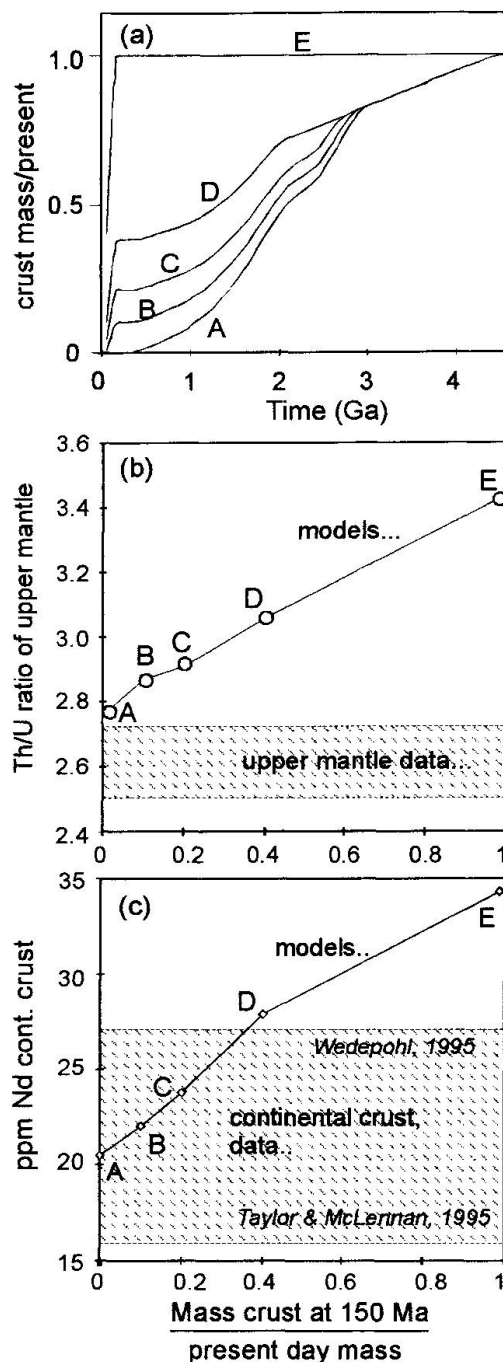 (a)
E
1.0
D
0.5
C
B
A
0
0 1 2 3 4
Time (Ga)
crust mass/present
3.6
(b)
E
3.4
models...
3.2
D
3.0
C
B
2.8
A
upper mantle data...
2.6
2.4
0 0.2 0.4 0.6 0.8 1
Th/U ratio of upper mantle
35
(c)
E
models..
30
D
Wedepohl, 1995
25
C
continental crust,
B
data..
20
A
Taylor & McLennan, 1995
15
0 0.2 0.4 0.6 0.8 1
ppm Nd cont. crust
Mass crust at 150 Ma
present day mass